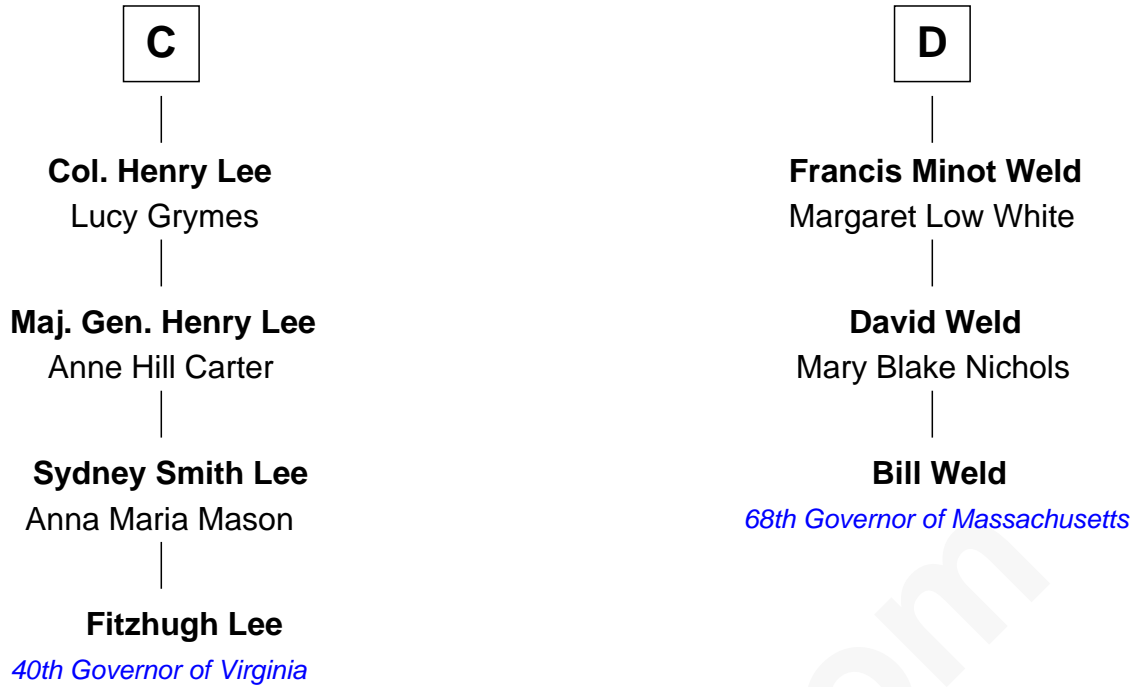 C
Col. Henry Lee
Lucy Grymes
Maj. Gen. Henry Lee
Anne Hill Carter
Sydney Smith Lee
Anna Maria Mason
Fitzhugh Lee
40th Governor of Virginia
D
Francis Minot Weld
Margaret Low White
David Weld
Mary Blake Nichols
Bill Weld
68th Governor of Massachusetts